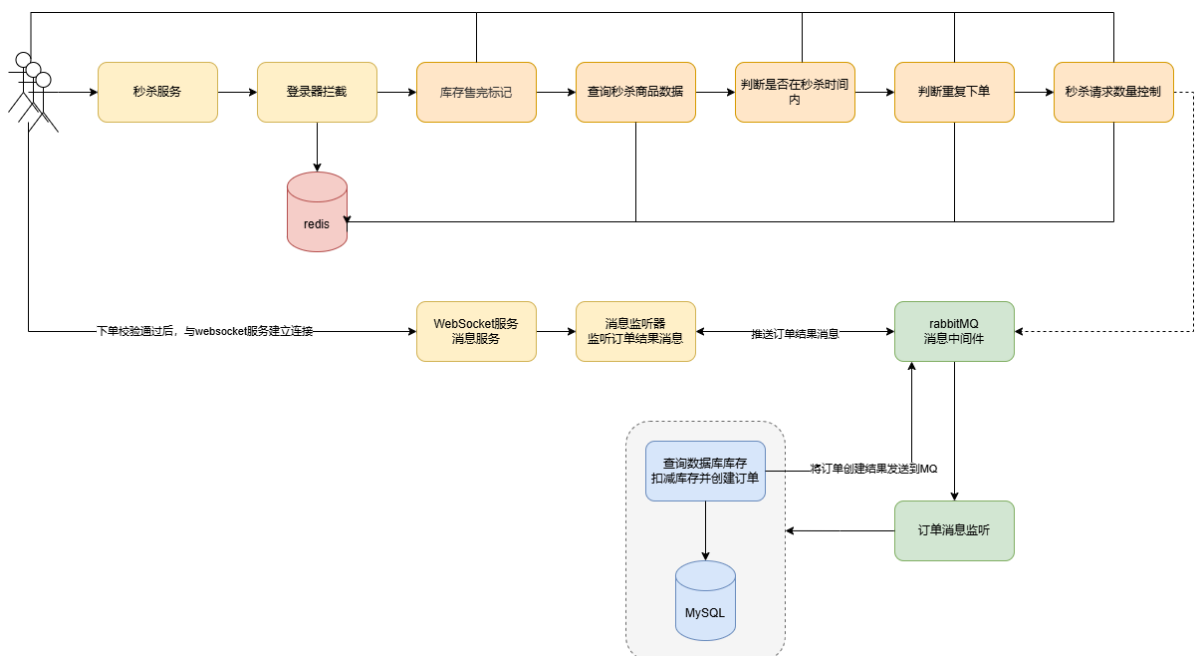 秒杀服务
登录器拦截
库存售完标记
查询秒杀商品数据
判断是否在秒杀时间
内
判断重复下单
秒杀请求数量控制
redis
下单校验通过后，与websocket服务建立连接
WebSocket服务
消息服务
消息监听器
监听订单结果消息
推送订单结果消息
rabbitMQ
消息中间件
查询数据库库存
扣减库存并创建订单
将订单创建结果发送到MQ
订单消息监听
MySQL